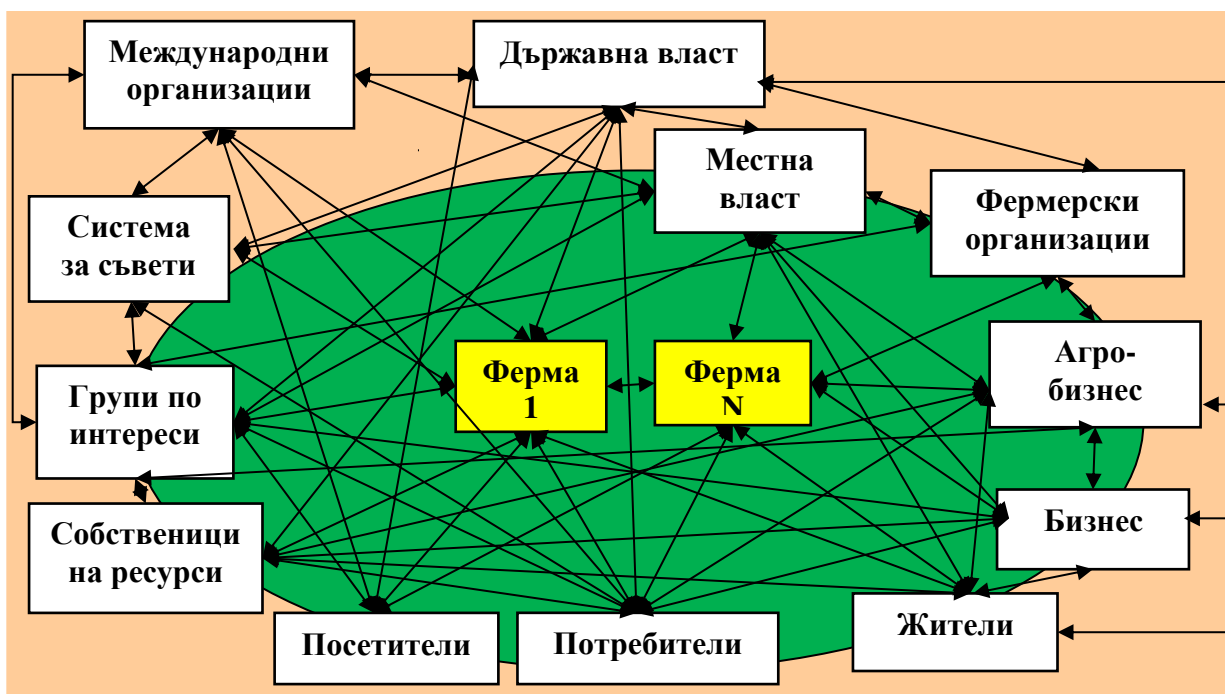 Международни
организации
Държавна власт
Местна
власт
Фермерски
организации
Система
за съвети
Ферма
1
Ферма
N
Агро-
бизнес
Групи по
интереси
Собственици
на ресурси
Бизнес
Посетители
Потребители
Жители